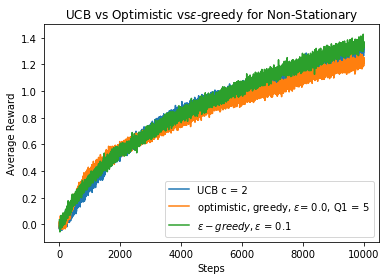 UCB vs Optimistic vsε-greedy for Non-Stationary
Average Reward
1.4
1.2
1.0
0.8
0.6
0.4
0.2
0.0
UCB c = 2
optimistic, greedy, ε = 0.0, Q1 = 5
ε − greedy, ε = 0.1
0 2000 4000 6000 8000 10000
Steps